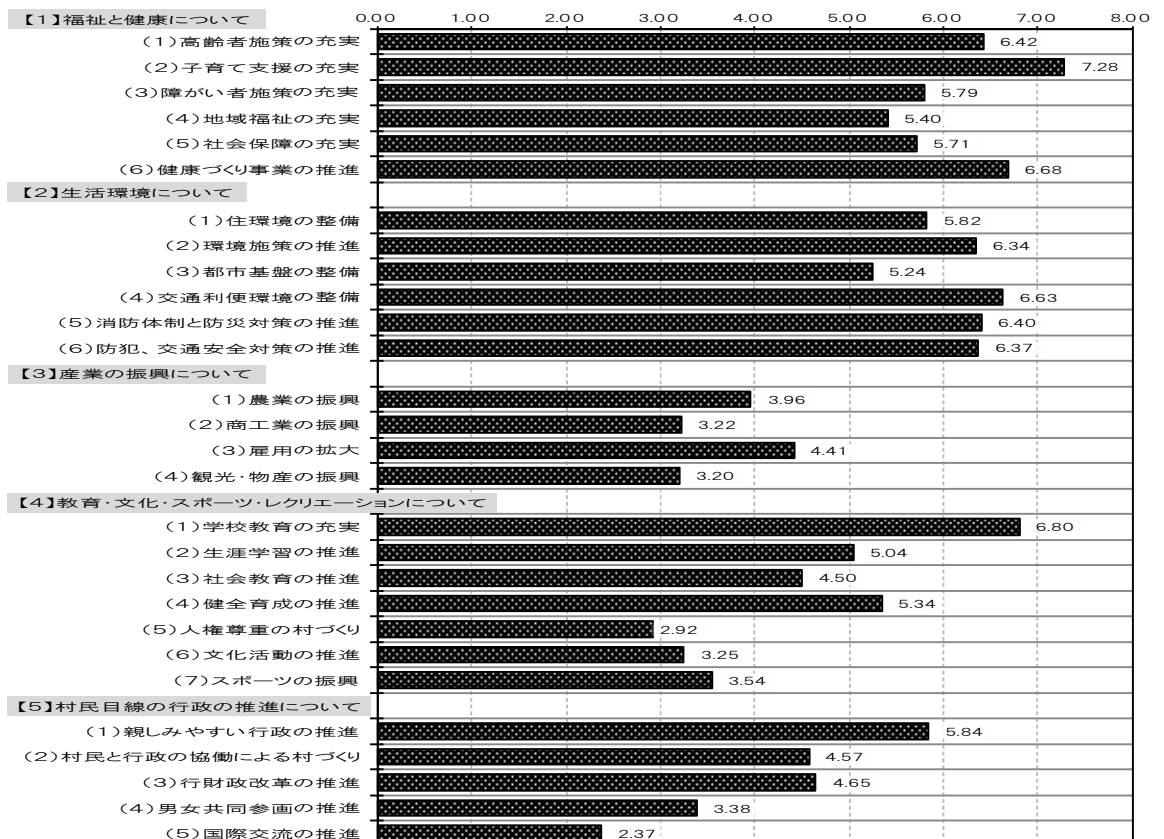 【1】福祉と健康について 0.00 1.00 2.00 3.00 4.00 5.00 6.00 7.00 8.00
(1)高齢者施策の充実 6.42
(2)子育て支援の充実 7.28
(3)障がい者施策の充実 5.79
(4)地域福祉の充実 5.40
(5)社会保障の充実 5.71
(6)健康づくり事業の推進 6.68
【2】生活環境について
(1)住環境の整備 5.82
(2)環境施策の推進 6.34
(3)都市基盤の整備 5.24
(4)交通利便環境の整備 6.63
(5)消防体制と防災対策の推進 6.40
(6)防犯、交通安全対策の推進 6.37
【3】産業の振興について
(1)農業の振興 3.96
(2)商工業の振興 3.22
(3)雇用の拡大 4.41
(4)観光・物産の振興 3.20
【4】教育・文化・スポーツ・レクリエーションについて
(1)学校教育の充実 6.80
(2)生涯学習の推進 5.04
(3)社会教育の推進 4.50
(4)健全育成の推進 5.34
(5)人権尊重の村づくり 2.92
(6)文化活動の推進 3.25
(7)スポーツの振興 3.54
【5】村民目線の行政の推進について
(1)親しみやすい行政の推進 5.84
(2)村民と行政の協働による村づくり 4.57
(3)行財政改革の推進 4.65
(4)男女共同参画の推進 3.38
(5)国際交流の推進 2.37